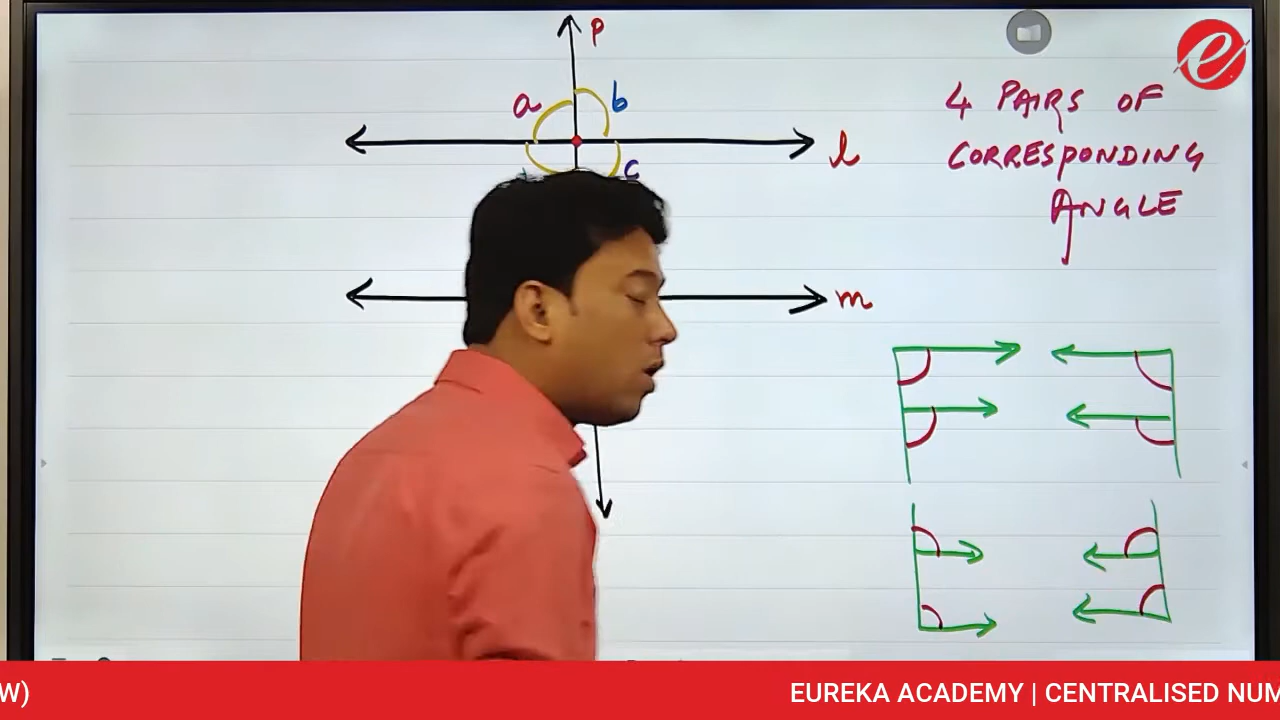 p
a b
l
c
m
4 PAIRS OF
CORRESPONDING
ANGLE
W) EUREKA ACADEMY | CENTRALISED NUM